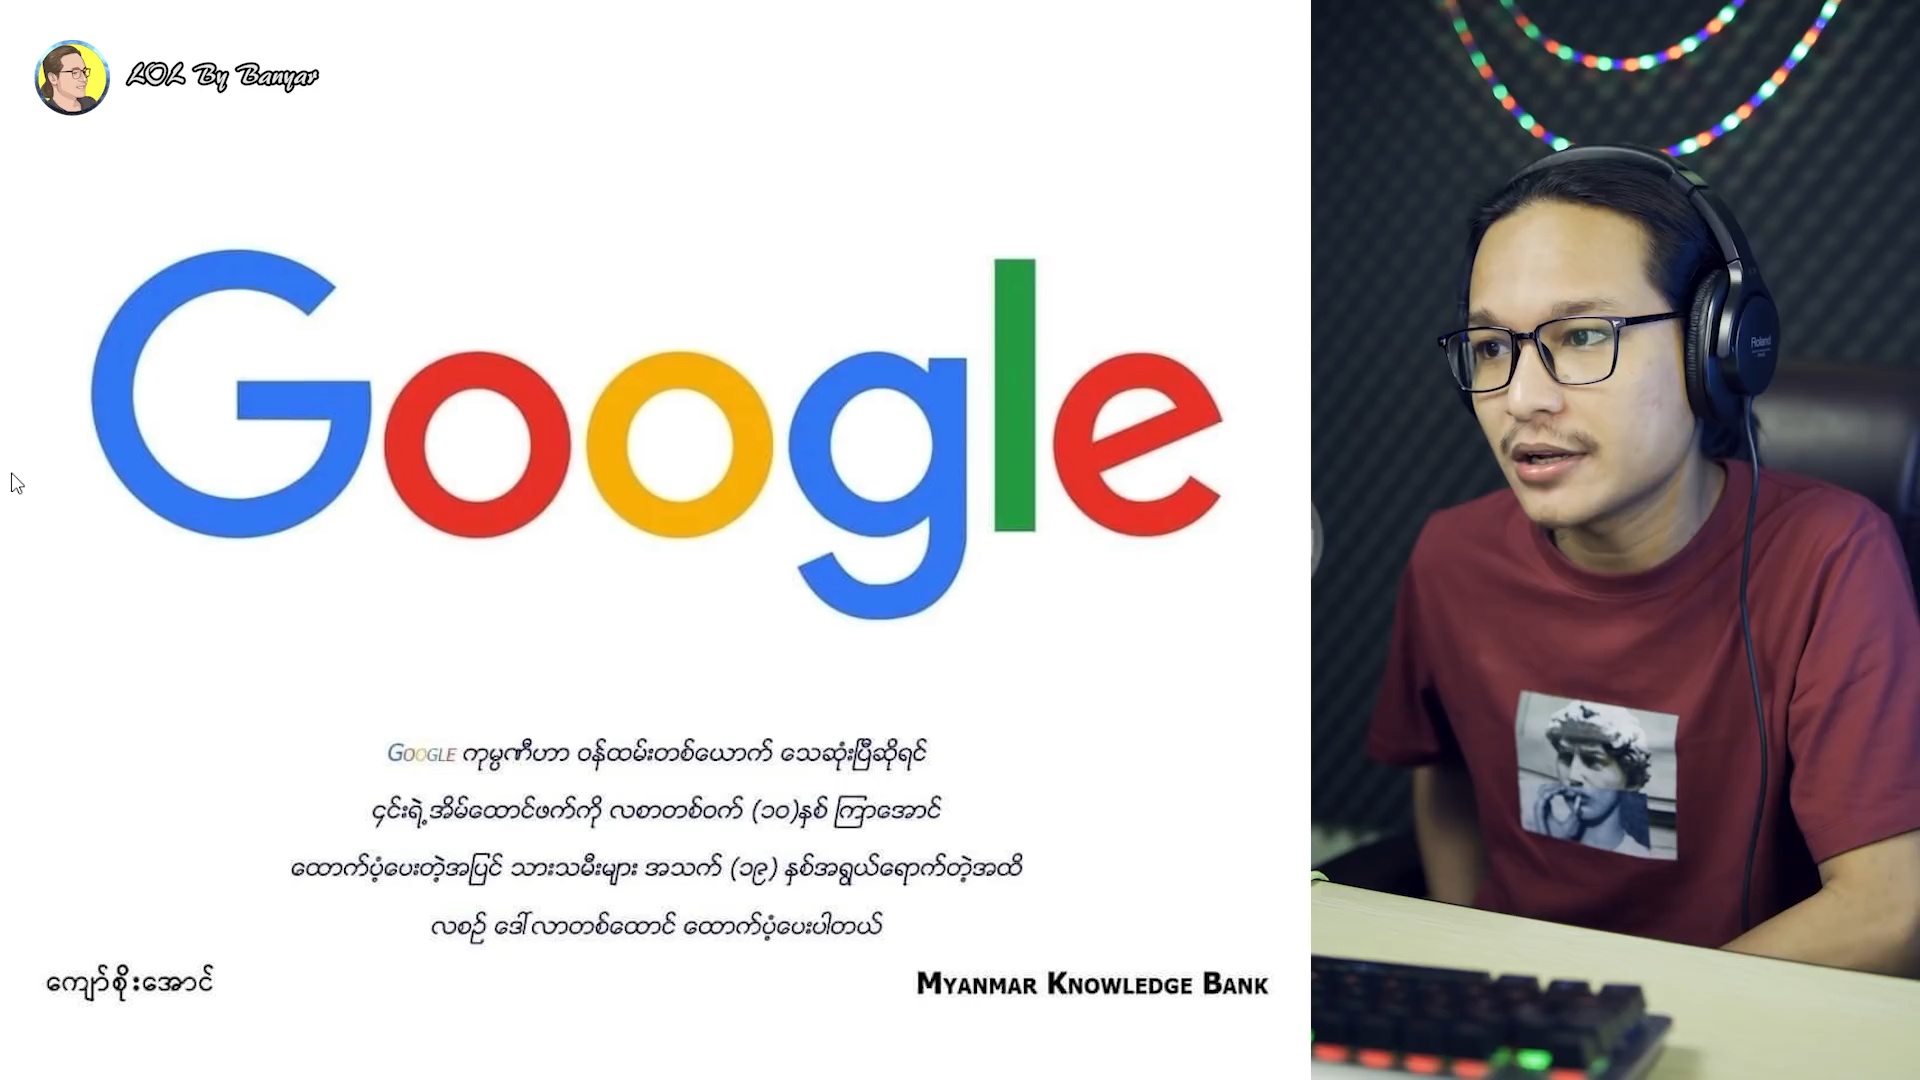 LOL By Banyar
Google
GOOGLE ကုမ္ပဏီဟာ ဝန်ထမ်းတစ်ယောက် သေဆုံးပြီဆိုရင်
၄င်းရဲ့အိမ်ထောင်ဖက်ကို လစာတစ်ဝက် (၁၀)နှစ် ကြာအောင်
ထောက်ပံ့ပေးတဲ့အပြင် သားသမီးများ အသက် (၁၉) နှစ်အရွယ်ရောက်တဲ့အထိ
လစဉ် ဒေါ်လာတစ်ထောင် ထောက်ပံ့ပေးပါတယ်
ကျော်စိုးအောင်
MYANMAR KNOWLEDGE BANK
Roland